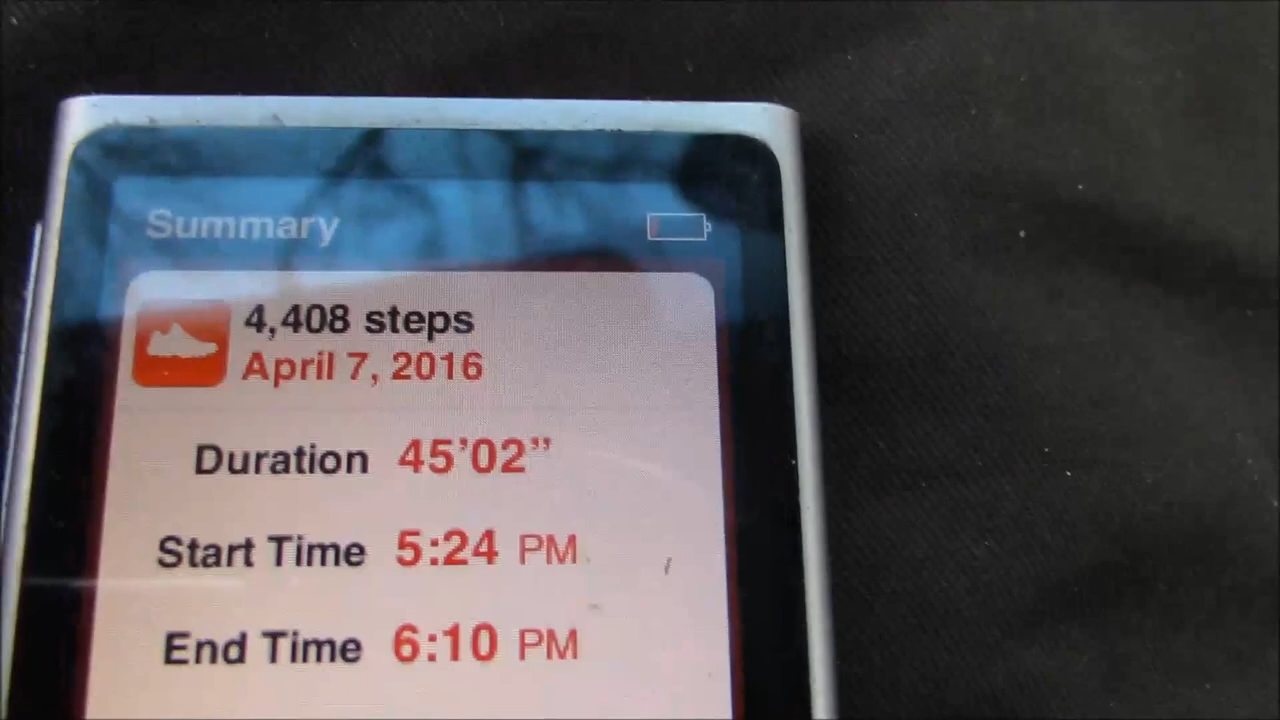 Summary
4,408 steps
April 7, 2016
Duration 45’02”
Start Time 5:24 PM
End Time 6:10 PM